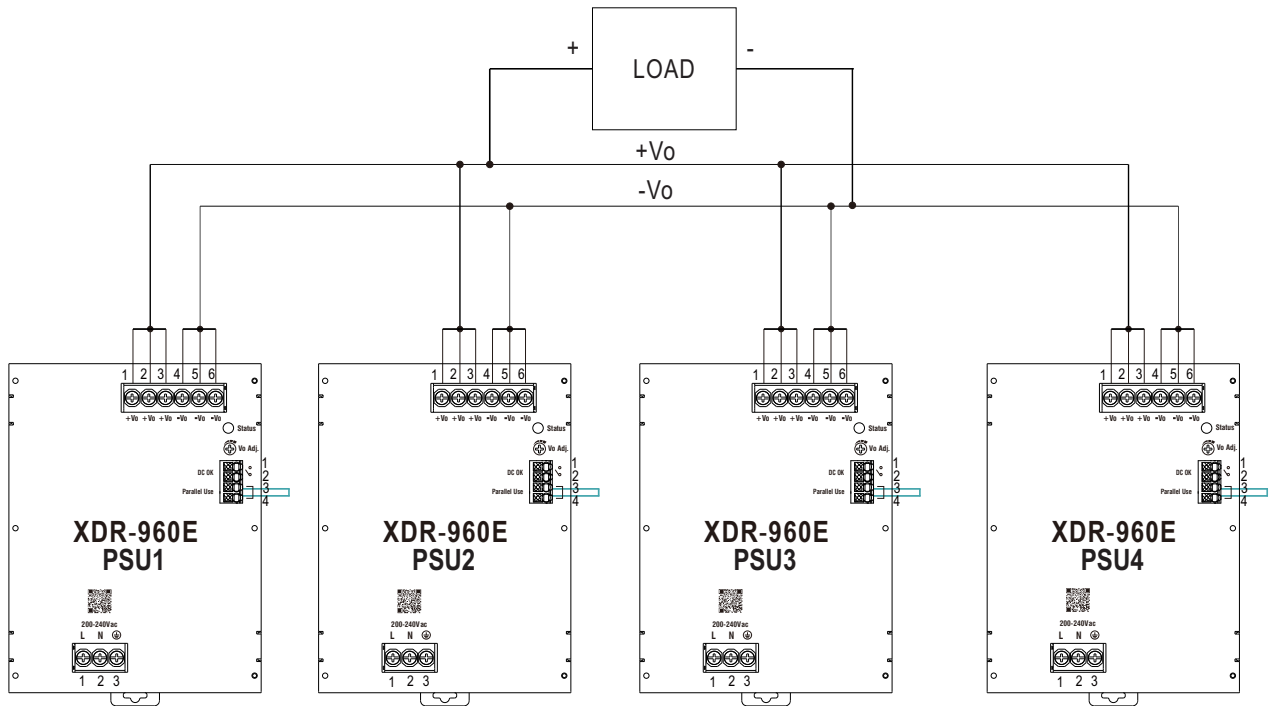 + LOAD -
+Vo
-Vo
1 2 3 4 5 6
+Vo +Vo +Vo -Vo -Vo -Vo
Status
Vo Adj.
DC OK
Parallel Use
1
2
3
4
XDR-960E
PSU1
200-240Vac
L N
1 2 3
1 2 3 4 5 6
+Vo +Vo +Vo -Vo -Vo -Vo
Status
Vo Adj.
DC OK
Parallel Use
1
2
3
4
XDR-960E
PSU2
200-240Vac
L N
1 2 3
1 2 3 4 5 6
+Vo +Vo +Vo -Vo -Vo -Vo
Status
Vo Adj.
DC OK
Parallel Use
1
2
3
4
XDR-960E
PSU3
200-240Vac
L N
1 2 3
1 2 3 4 5 6
+Vo +Vo +Vo -Vo -Vo -Vo
Status
Vo Adj.
DC OK
Parallel Use
1
2
3
4
XDR-960E
PSU4
200-240Vac
L N
1 2 3